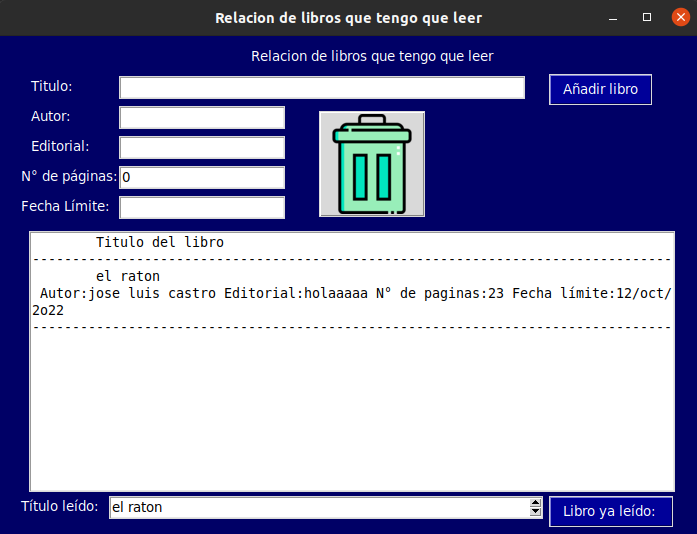 Relacion de libros que tengo que leer
Relacion de libros que tengo que leer
Titulo:
Añadir libro
Autor:
Editorial:
N° de páginas: 0
Fecha Límite:
Titulo del libro
--------------------------------------------------------------------------------
el raton
Autor:jose luis castro Editorial:holaaaaa N° de paginas:23 Fecha límite:12/oct/
2o22
--------------------------------------------------------------------------------
Título leído: el raton
Libro ya leído: